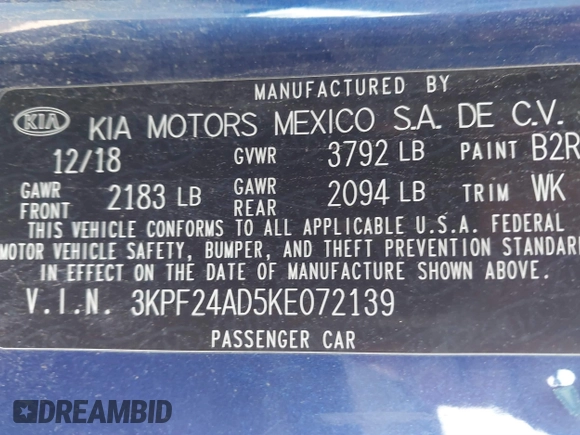 MANUFACTURED BY
KIA KIA MOTORS MEXICO S.A. DE C.V.
12/18 GVWR 3792 LB PAINT B2R
GAWR FRONT 2183 LB GAWR REAR 2094 LB TRIM WK
THIS VEHICLE CONFORMS TO ALL APPLICABLE U.S.A. FEDERAL
MOTOR VEHICLE SAFETY, BUMPER, AND THEFT PREVENTION STANDAR
IN EFFECT ON THE DATE OF MANUFACTURE SHOWN ABOVE.
V.I.N. 3KPF24AD5KE072139
PASSENGER CAR
DREAMBID